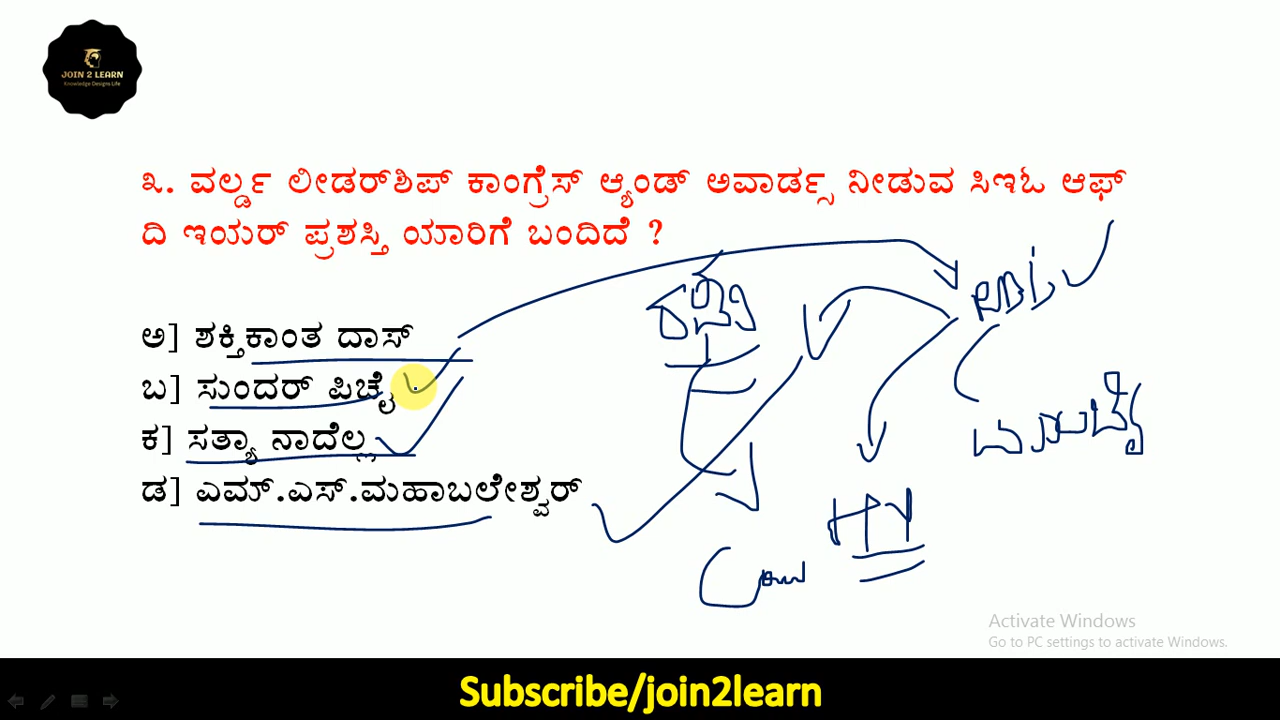 JOIN 2 LEARN
Knowledge Designs Life
೩. ವರ್ಲ್ಡ್ ಲೀಡರ್‌ಶಿಪ್ ಕಾಂಗ್ರೆಸ್ ಆ್ಯಂಡ್ ಅವಾರ್ಡ್ಸ್ ನೀಡುವ ಸಿಇಓ ಆಫ್
ದಿ ಇಯರ್ ಪ್ರಶಸ್ತಿ ಯಾರಿಗೆ ಬಂದಿದೆ ?
ಅ] ಶಕ್ತಿಕಾಂತ ದಾಸ್
ಬ] ಸುಂದರ್ ಪಿಚೈ
ಕ] ಸತ್ಯಾ ನಾದೆಲ್ಲ
ಡ] ಎಮ್.ಎಸ್.ಮಹಾಬಲೇಶ್ವರ್
Activate Windows
Go to PC settings to activate Windows.
Subscribe/join2learn